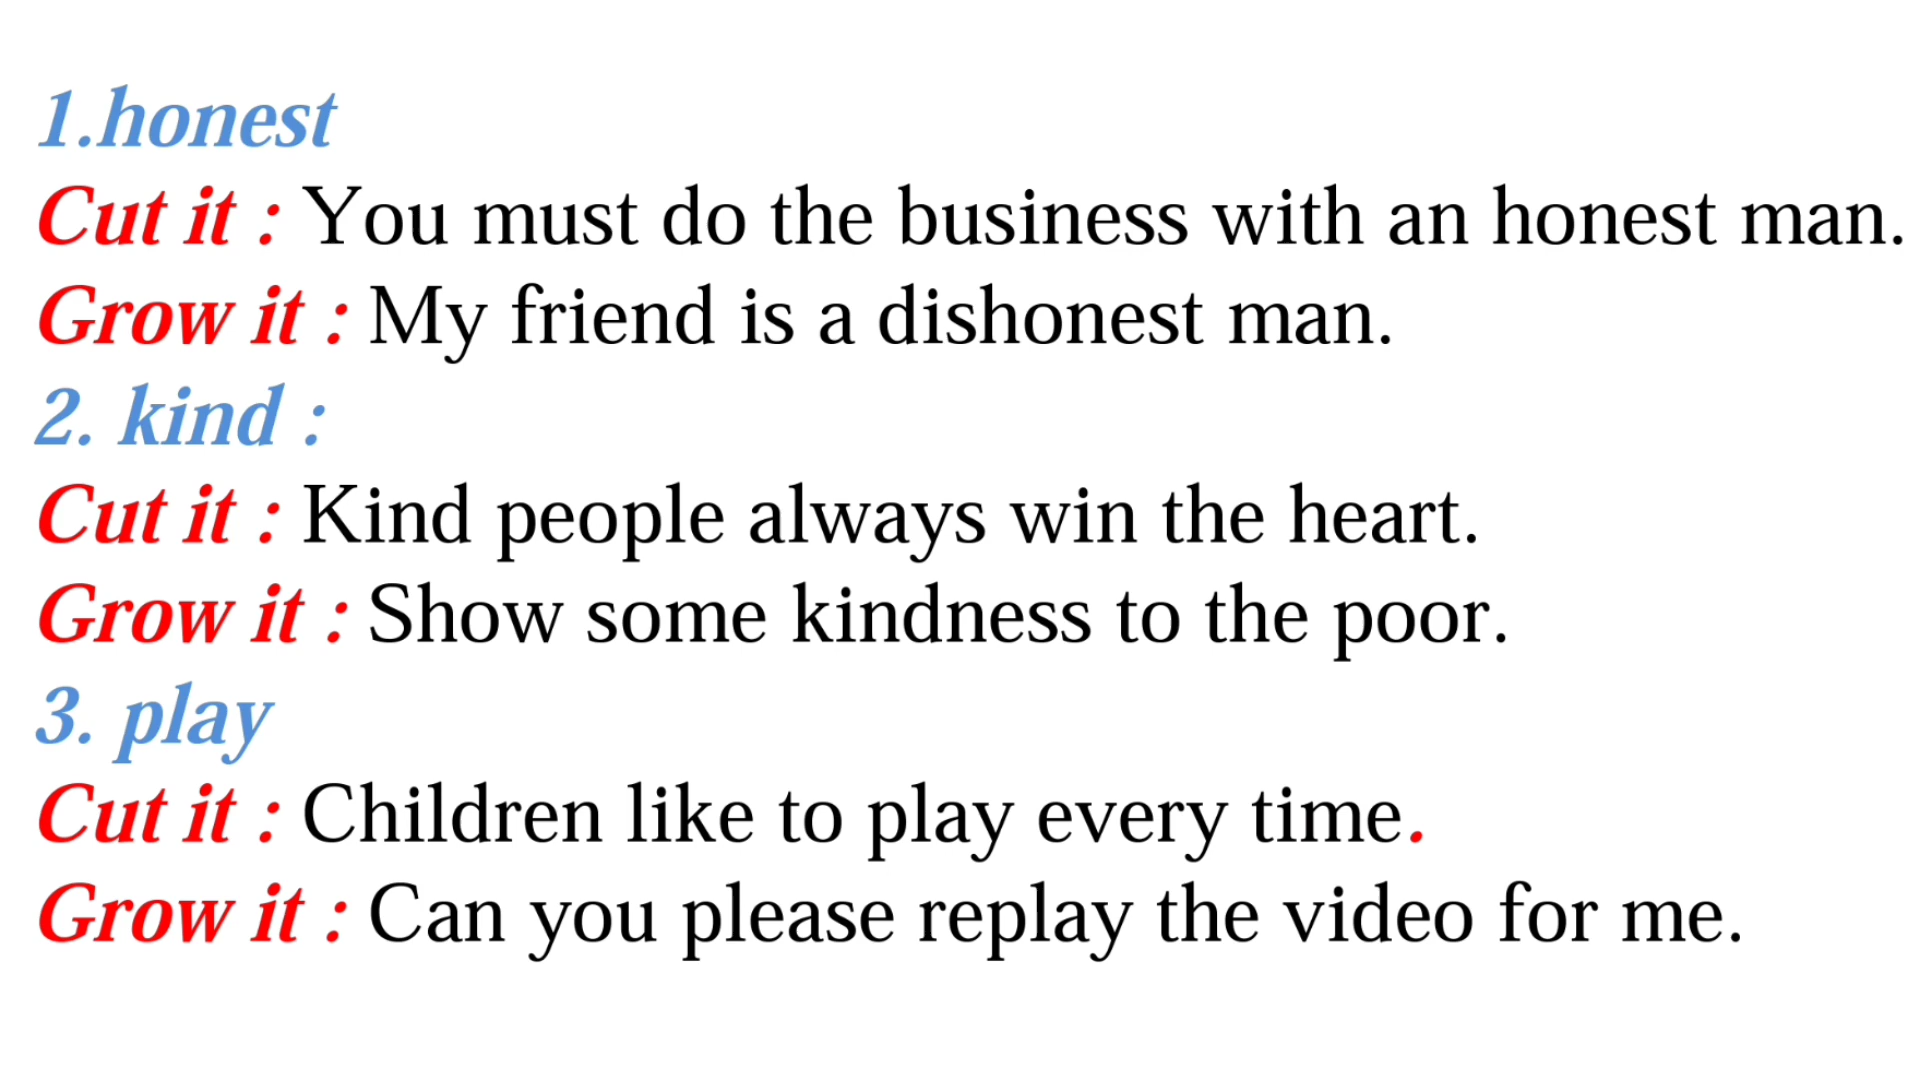 1.honest
Cut it : You must do the business with an honest man.
Grow it : My friend is a dishonest man.
2. kind :
Cut it : Kind people always win the heart.
Grow it : Show some kindness to the poor.
3. play
Cut it : Children like to play every time.
Grow it : Can you please replay the video for me.